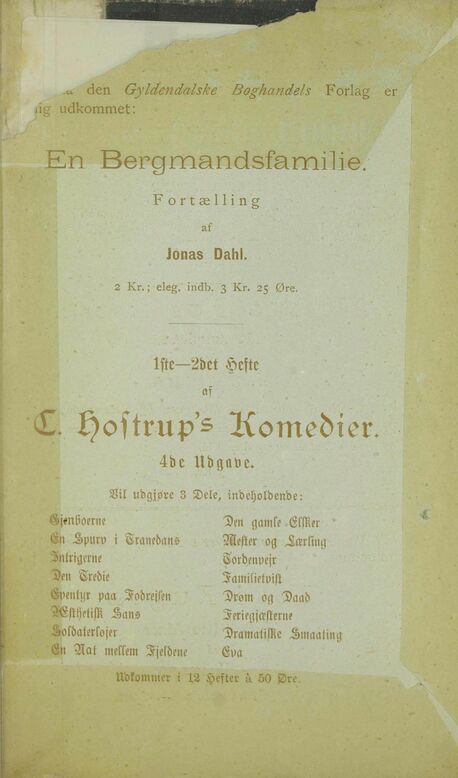 den Gyldendalske Boghandels Forlag er
udkommet:
En Bergmandsfamilie.
Fortælling
af
Jonas Dahl.
2 Kr.; eleg. indb. 3 Kr. 25 Øre.
1ste—2det Hefte
af
C. Hostrup's Komedier.
4de Udgave.
Vil udgjøre 3 Dele, indeholdende:
Gjenboerne
En Spurv i Tranedans
Intrigerne
Den Tredie
Eventyr paa Fodrejsen
Æsthetisk Sans
Soldaterløjer
En Nat mellem Fjeldene
Den gamle Elsker
Mester og Lærling
Tordenvejr
Familietvist
Drøm og Daad
Feriegjæsterne
Dramatiske Smaating
Eva
Udkommer i 12 Hefter à 50 Øre.